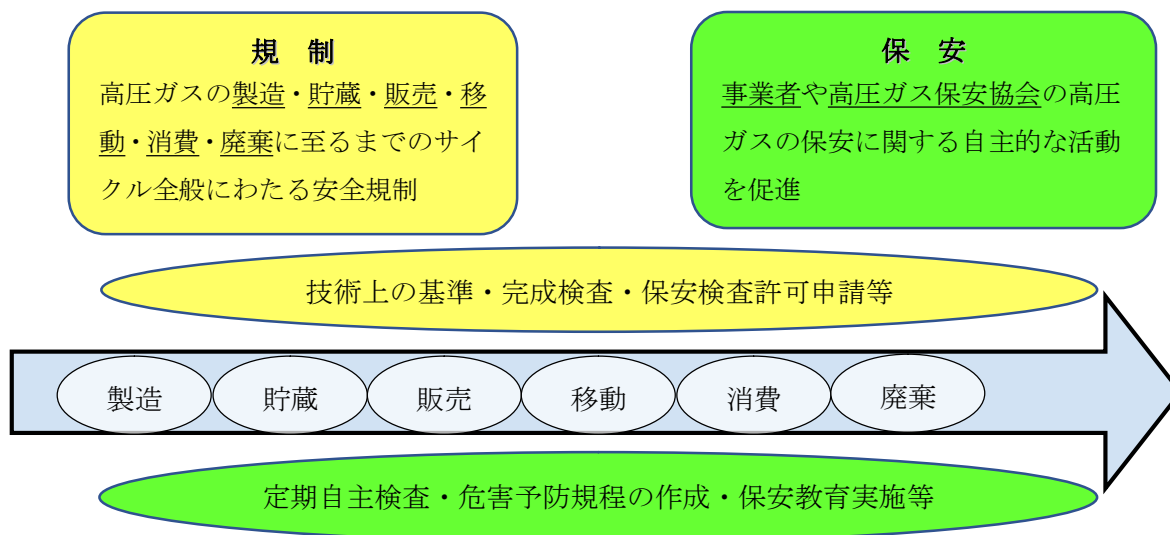 規 制
高圧ガスの製造・貯蔵・販売・移
動・消費・廃棄に至るまでのサイ
クル全般にわたる安全規制
保 安
事業者や高圧ガス保安協会の高圧
ガスの保安に関する自主的な活動
を促進
技術上の基準・完成検査・保安検査許可申請等
製造 貯蔵 販売 移動 消費 廃棄
定期自主検査・危害予防規程の作成・保安教育実施等